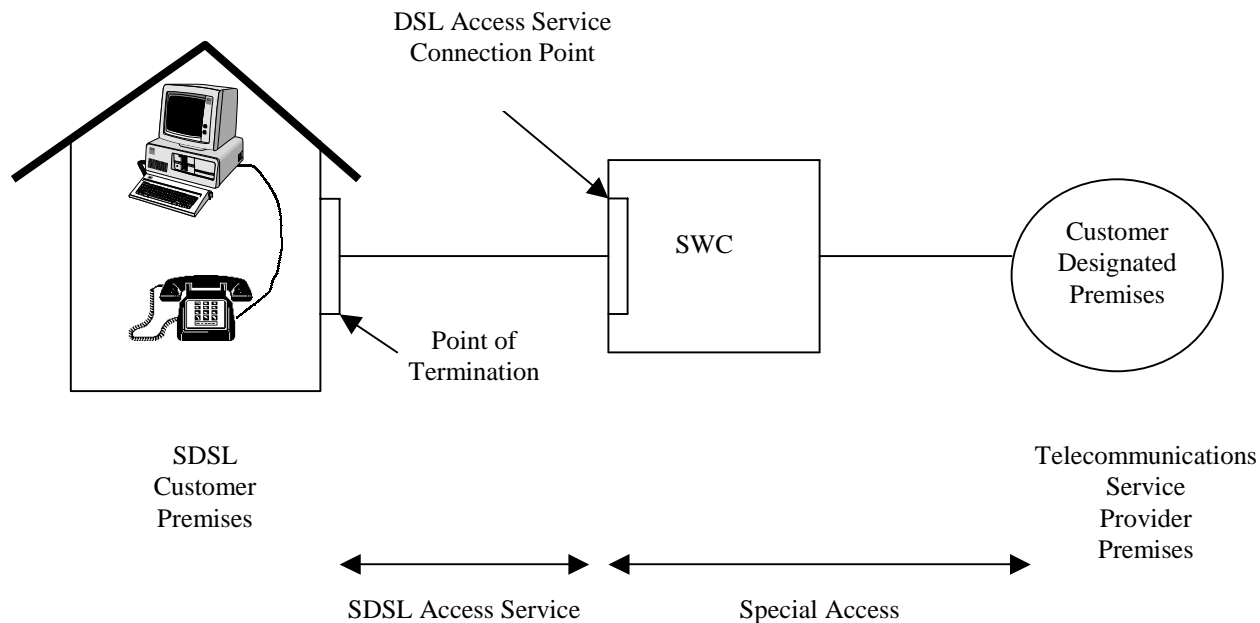 DSL Access Service
Connection Point
SWC
Customer
Designated
Premises
Point of
Termination
SDSL
Customer
Premises
Telecommunications
Service
Provider
Premises
SDSL Access Service
Special Access